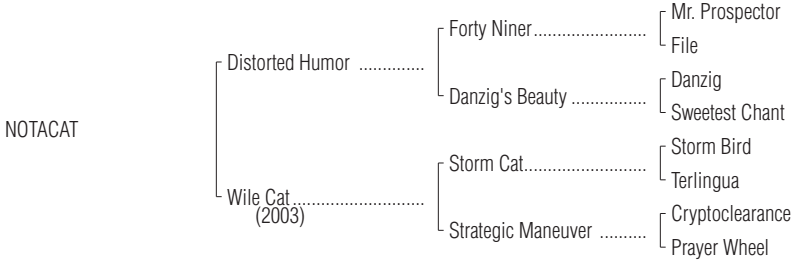 Mr. Prospector
Forty Niner........................
File
Distorted Humor ..............
Danzig
Danzig's Beauty ................
Sweetest Chant
NOTACAT
Storm Bird
Storm Cat..........................
Terlingua
Wile Cat............................
(2003)
Cryptoclearance
Strategic Maneuver ..........
Prayer Wheel